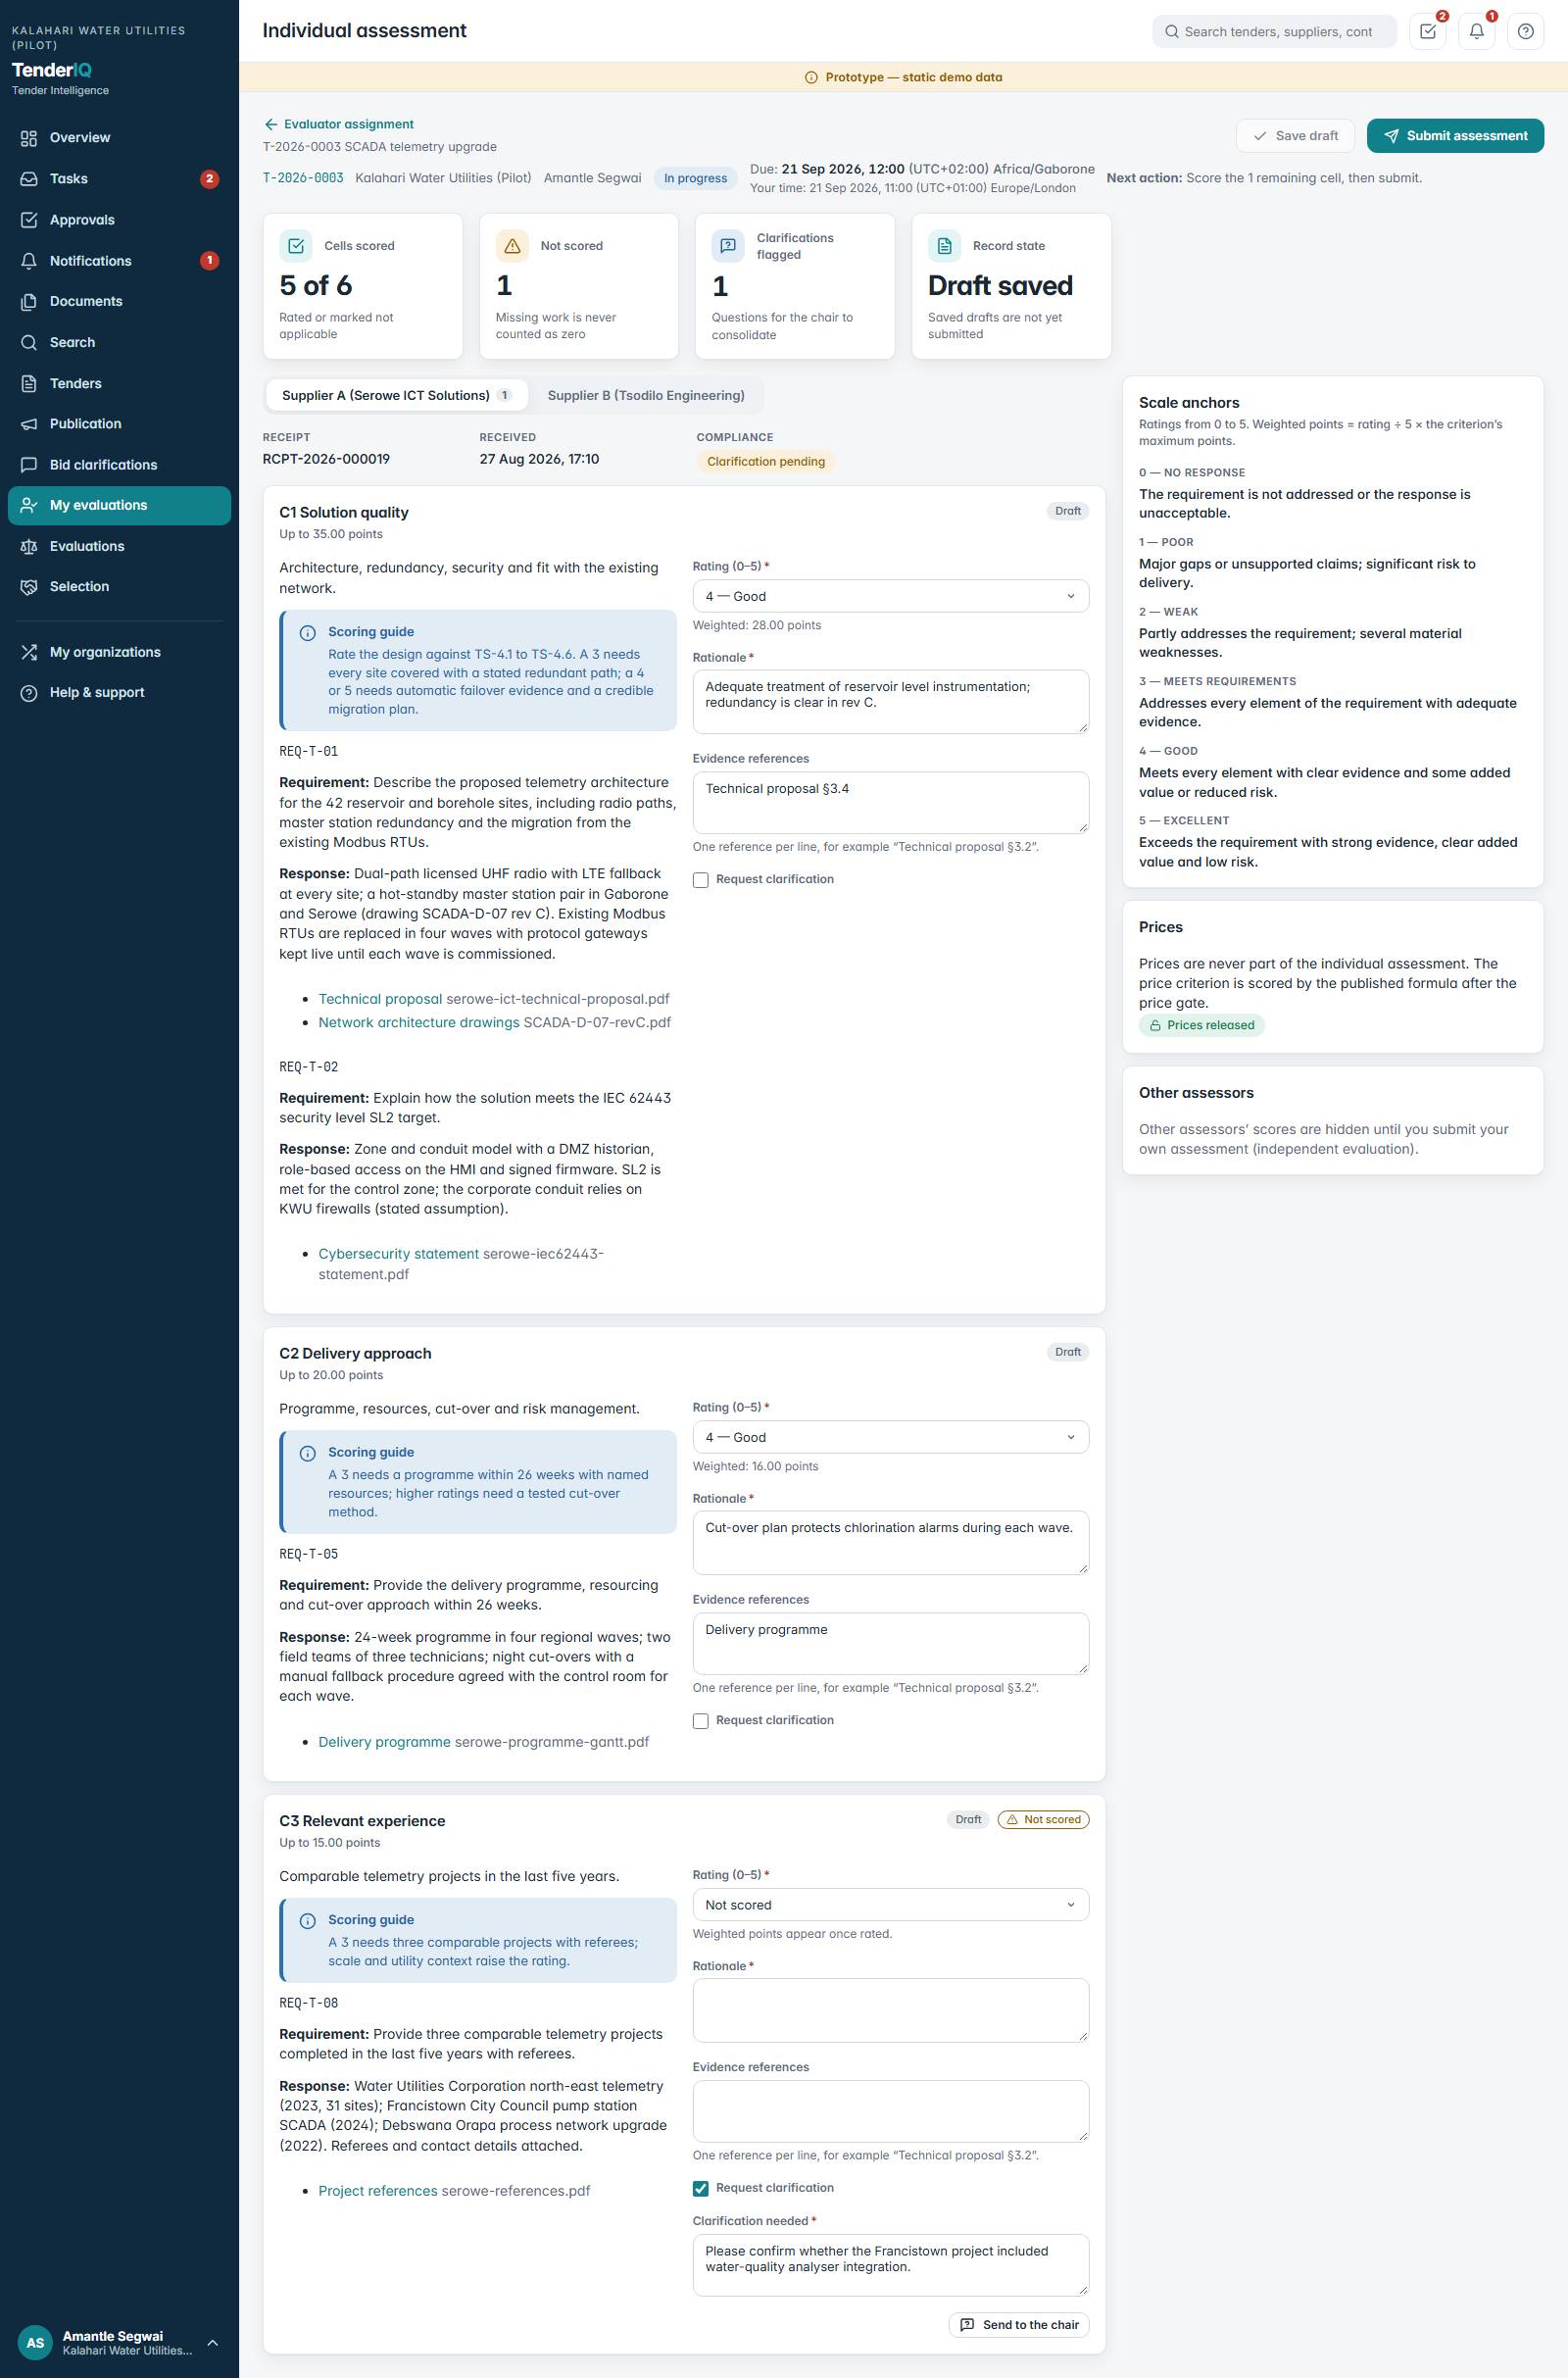 KALAHARI WATER UTILITIES
(PILOT)
TenderIQ
Tender Intelligence
Overview
Tasks 2
Approvals
Notifications 1
Documents
Search
Tenders
Publication
Bid clarifications
My evaluations
Evaluations
Selection
My organizations
Help & support
AS
Amantle Segwai
Kalahari Water Utilities...
Individual assessment
Search tenders, suppliers, cont
2
1
Prototype — static demo data
Evaluator assignment
T-2026-0003 SCADA telemetry upgrade
Save draft
Submit assessment
T-2026-0003 Kalahari Water Utilities (Pilot) Amantle Segwai In progress
Due: 21 Sep 2026, 12:00 (UTC+02:00) Africa/Gaborone
Your time: 21 Sep 2026, 11:00 (UTC+01:00) Europe/London
Next action: Score the 1 remaining cell, then submit.
Cells scored
5 of 6
Rated or marked not
applicable
Not scored
1
Missing work is never
counted as zero
Clarifications
flagged
1
Questions for the chair to
consolidate
Record state
Draft saved
Saved drafts are not yet
submitted
Supplier A (Serowe ICT Solutions) 1
Supplier B (Tsodilo Engineering)
RECEIPT
RCPT-2026-000019
RECEIVED
27 Aug 2026, 17:10
COMPLIANCE
Clarification pending
C1 Solution quality
Draft
Up to 35.00 points
Architecture, redundancy, security and fit with the existing
network.
Scoring guide
Rate the design against TS-4.1 to TS-4.6. A 3 needs
every site covered with a stated redundant path; a 4
or 5 needs automatic failover evidence and a credible
migration plan.
REQ-T-01
Requirement: Describe the proposed telemetry architecture
for the 42 reservoir and borehole sites, including radio paths,
master station redundancy and the migration from the
existing Modbus RTUs.
Response: Dual-path licensed UHF radio with LTE fallback
at every site; a hot-standby master station pair in Gaborone
and Serowe (drawing SCADA-D-07 rev C). Existing Modbus
RTUs are replaced in four waves with protocol gateways
kept live until each wave is commissioned.
• Technical proposal serowe-ict-technical-proposal.pdf
• Network architecture drawings SCADA-D-07-revC.pdf
REQ-T-02
Requirement: Explain how the solution meets the IEC 62443
security level SL2 target.
Response: Zone and conduit model with a DMZ historian,
role-based access on the HMI and signed firmware. SL2 is
met for the control zone; the corporate conduit relies on
KWU firewalls (stated assumption).
• Cybersecurity statement serowe-iec62443-
statement.pdf
Rating (0–5) *
4 — Good
Weighted: 28.00 points
Rationale *
Adequate treatment of reservoir level instrumentation;
redundancy is clear in rev C.
Evidence references
Technical proposal §3.4
One reference per line, for example “Technical proposal §3.2”.
Request clarification
C2 Delivery approach
Draft
Up to 20.00 points
Programme, resources, cut-over and risk management.
Scoring guide
A 3 needs a programme within 26 weeks with named
resources; higher ratings need a tested cut-over
method.
REQ-T-05
Requirement: Provide the delivery programme, resourcing
and cut-over approach within 26 weeks.
Response: 24-week programme in four regional waves; two
field teams of three technicians; night cut-overs with a
manual fallback procedure agreed with the control room for
each wave.
• Delivery programme serowe-programme-gantt.pdf
Rating (0–5) *
4 — Good
Weighted: 16.00 points
Rationale *
Cut-over plan protects chlorination alarms during each wave.
Evidence references
Delivery programme
One reference per line, for example “Technical proposal §3.2”.
Request clarification
C3 Relevant experience
Draft
Not scored
Up to 15.00 points
Comparable telemetry projects in the last five years.
Scoring guide
A 3 needs three comparable projects with referees;
scale and utility context raise the rating.
REQ-T-08
Requirement: Provide three comparable telemetry projects
completed in the last five years with referees.
Response: Water Utilities Corporation north-east telemetry
(2023, 31 sites); Francistown City Council pump station
SCADA (2024); Debswana Orapa process network upgrade
(2022). Referees and contact details attached.
• Project references serowe-references.pdf
Rating (0–5) *
Not scored
Weighted points appear once rated.
Rationale *
Evidence references
One reference per line, for example “Technical proposal §3.2”.
Request clarification
Clarification needed *
Please confirm whether the Francistown project included
water-quality analyser integration.
Send to the chair
Scale anchors
Ratings from 0 to 5. Weighted points = rating ÷ 5 × the criterion’s
maximum points.
0 — NO RESPONSE
The requirement is not addressed or the response is
unacceptable.
1 — POOR
Major gaps or unsupported claims; significant risk to
delivery.
2 — WEAK
Partly addresses the requirement; several material
weaknesses.
3 — MEETS REQUIREMENTS
Addresses every element of the requirement with adequate
evidence.
4 — GOOD
Meets every element with clear evidence and some added
value or reduced risk.
5 — EXCELLENT
Exceeds the requirement with strong evidence, clear added
value and low risk.
Prices
Prices are never part of the individual assessment. The
price criterion is scored by the published formula after the
price gate.
Prices released
Other assessors
Other assessors’ scores are hidden until you submit your
own assessment (independent evaluation).